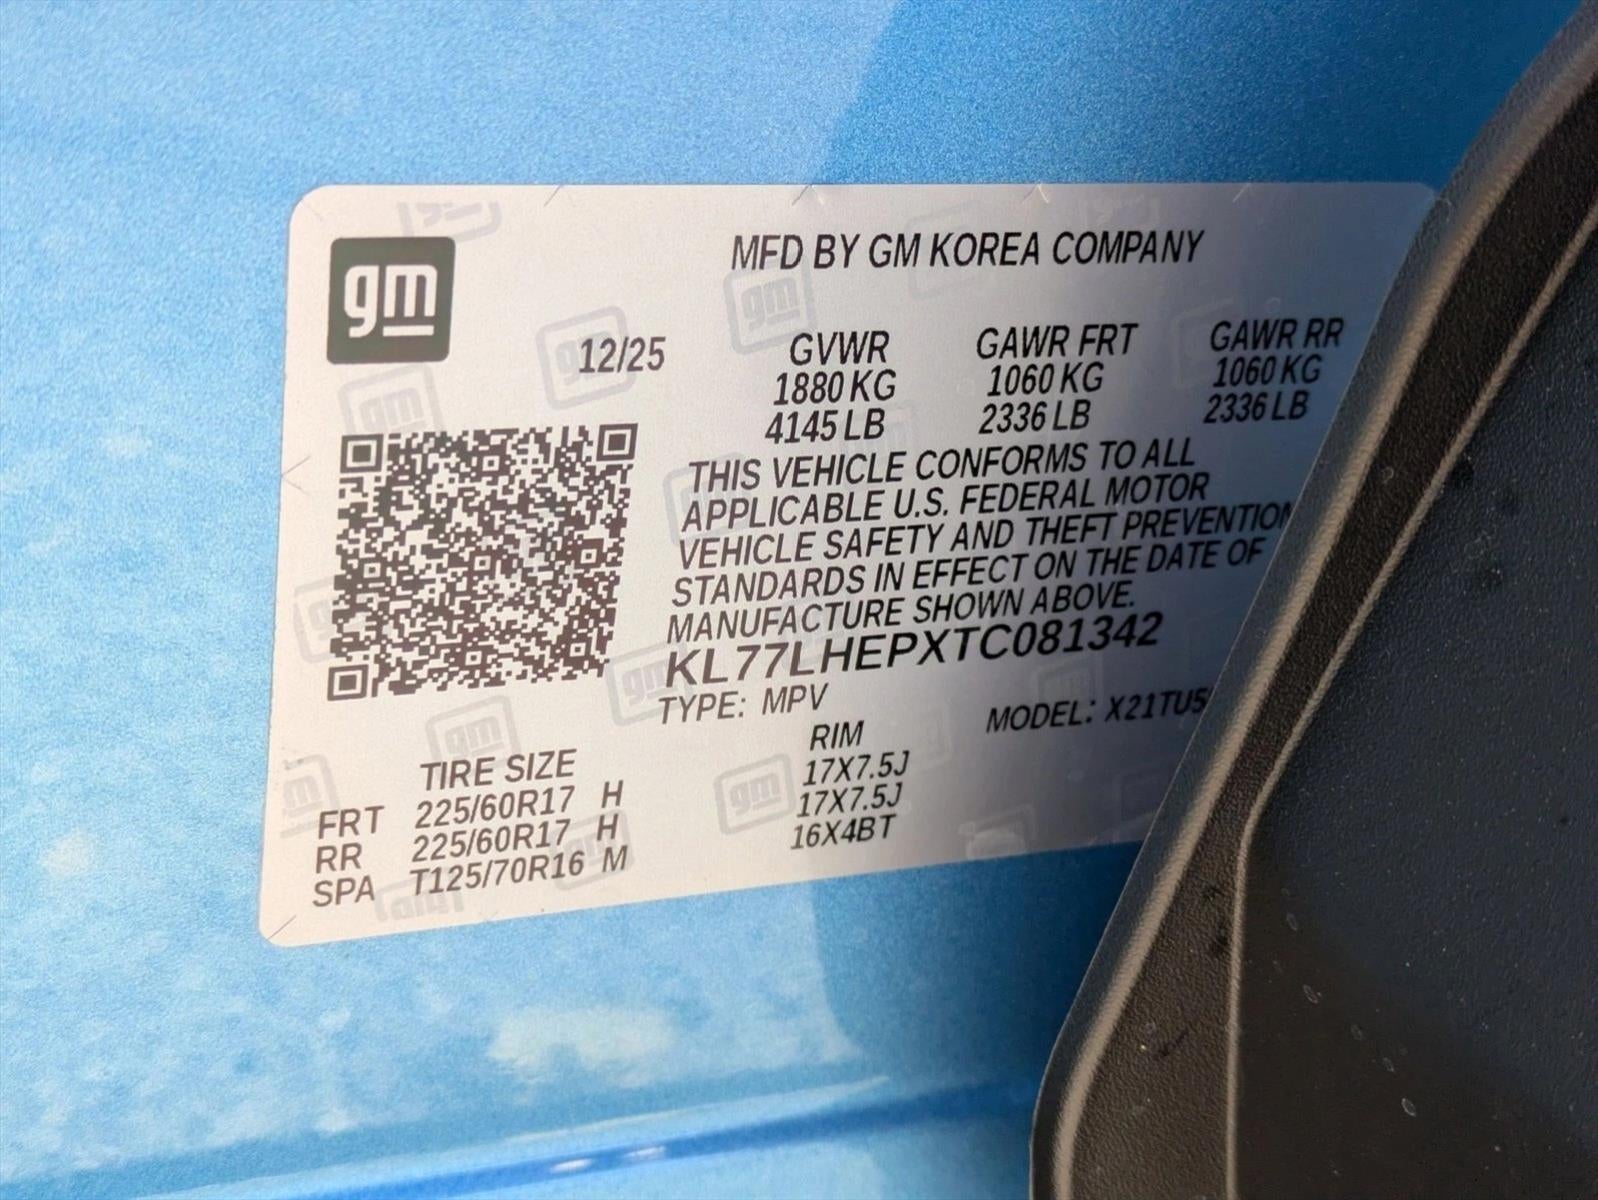 gm
MFD BY GM KOREA COMPANY
12/25 GVWR GAWR FRT GAWR RR
1880 KG 1060 KG 1060 KG
4145 LB 2336 LB 2336 LB
THIS VEHICLE CONFORMS TO ALL
APPLICABLE U.S. FEDERAL MOTOR
VEHICLE SAFETY AND THEFT PREVENTION
STANDARDS IN EFFECT ON THE DATE OF
MANUFACTURE SHOWN ABOVE.
KL77LHEPXTC081342
TYPE: MPV MODEL: X21TU5
TIRE SIZE RIM
FRT 225/60R17 H 17X7.5J
RR 225/60R17 H 17X7.5J
SPA T125/70R16 M 16X4BT